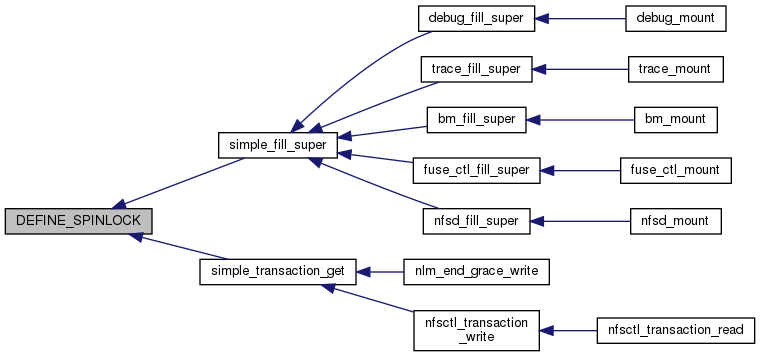 debug_fill_super
debug_mount
trace_fill_super
trace_mount
bm_fill_super
bm_mount
simple_fill_super
fuse_ctl_fill_super
fuse_ctl_mount
DEFINE_SPINLOCK
nfsd_fill_super
nfsd_mount
simple_transaction_get
nlm_end_grace_write
nfsctl_transaction
_write
nfsctl_transaction_read